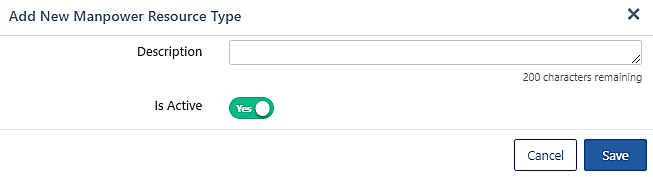 Add New Manpower Resource Type
Description
200 characters remaining
Is Active
Yes
Cancel
Save